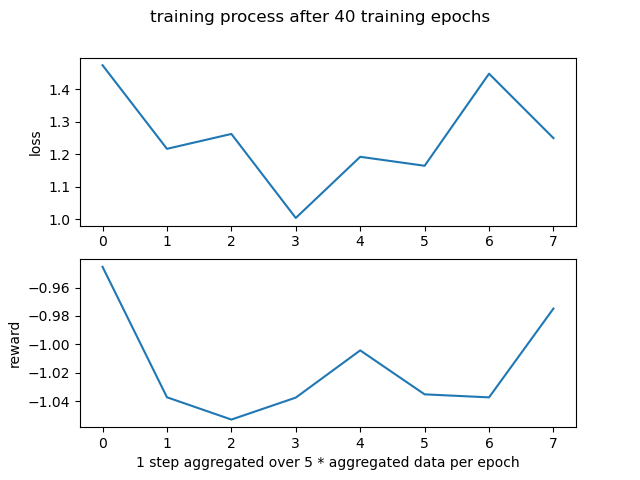 training process after 40 training epochs
1.4
1.3
1.2
1.1
1.0
loss
0 1 2 3 4 5 6 7
−0.96
−0.98
−1.00
−1.02
−1.04
reward
0 1 2 3 4 5 6 7
1 step aggregated over 5 * aggregated data per epoch